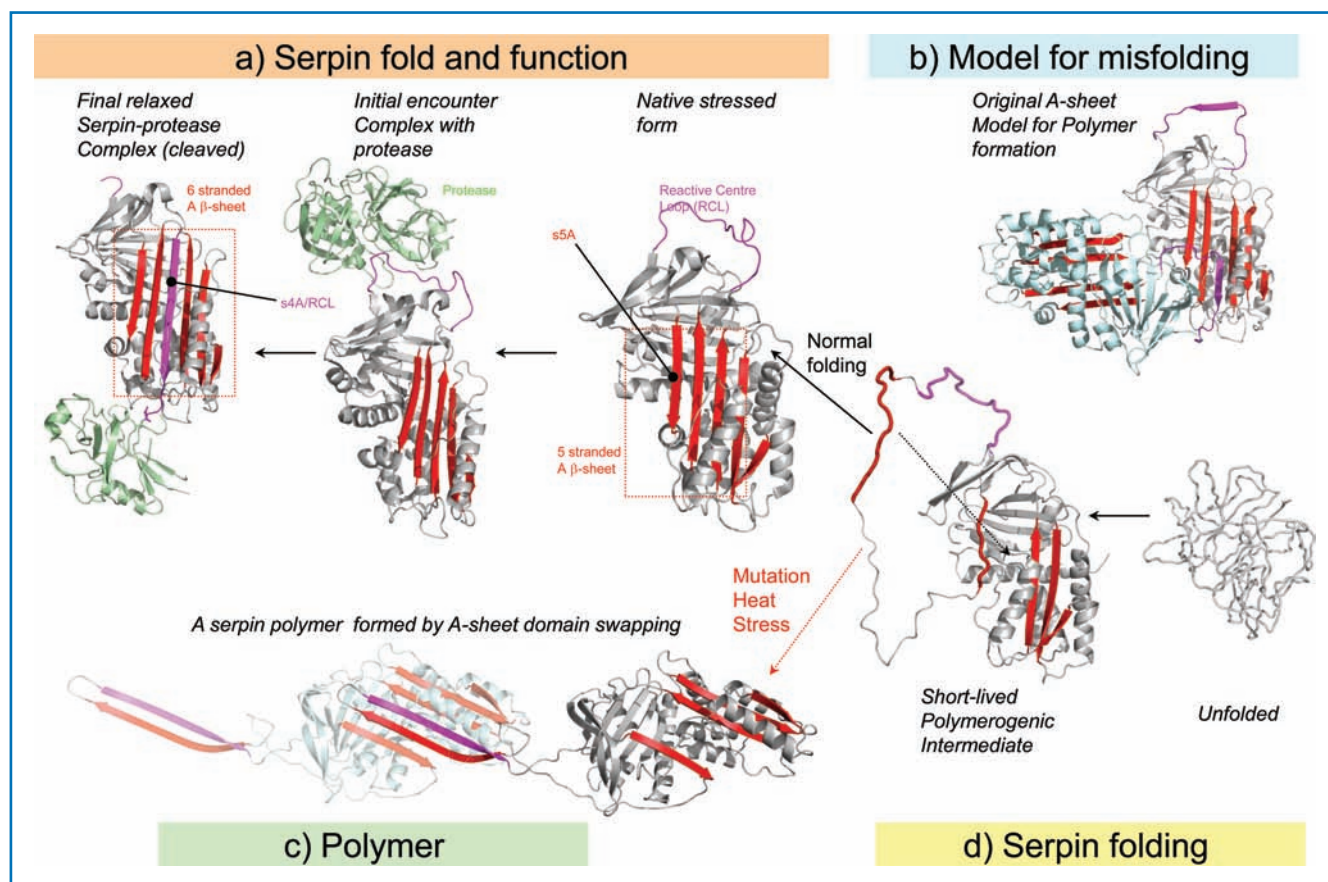 a) Serpin fold and function
Final relaxed
Serpin-protease
Complex (cleaved)
6 stranded
A β-sheet
s4A/RCL
Initial encounter
Complex with
protease
Protease
Native stressed
form
Reactive Centre
Loop (RCL)
s5A
5 stranded
A β-sheet
b) Model for misfolding
Original A-sheet
Model for Polymer
formation
Normal
folding
Mutation
Heat
Stress
A serpin polymer formed by A-sheet domain swapping
Short-lived
Polymerogenic
Intermediate
Unfolded
c) Polymer
d) Serpin folding